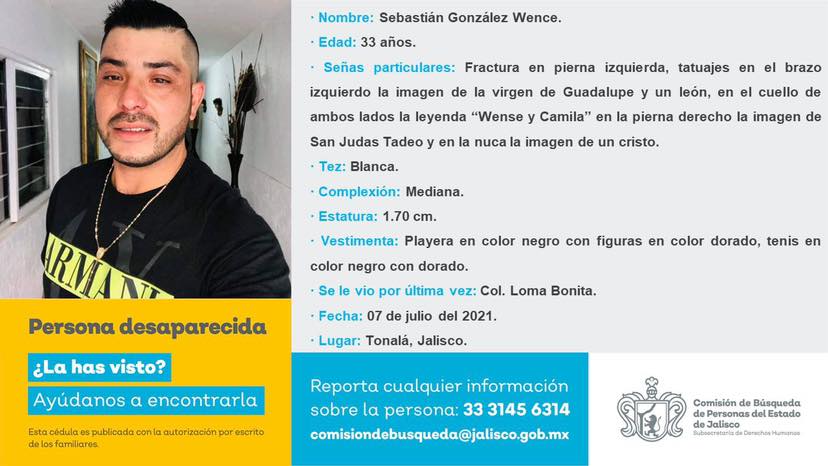 · Nombre: Sebastián González Wence.
· Edad: 33 años.
· Señas particulares: Fractura en pierna izquierda, tatuajes en el brazo
izquierdo la imagen de la virgen de Guadalupe y un león, en el cuello de
ambos lados la leyenda “Wense y Camila” en la pierna derecho la imagen de
San Judas Tadeo y en la nuca la imagen de un cristo.
· Tez: Blanca.
· Complexión: Mediana.
· Estatura: 1.70 cm.
· Vestimenta: Playera en color negro con figuras en color dorado, tenis en
color negro con dorado.
· Se le vio por última vez: Col. Loma Bonita.
· Fecha: 07 de julio del 2021.
· Lugar: Tonalá, Jalisco.
ARMANI
Persona desaparecida
¿La has visto?
Ayúdanos a encontrarla
Esta cédula es publicada con la autorización por escrito
de los familiares.
Reporta cualquier información
sobre la persona: 33 3145 6314
comisiondebusqueda@jalisco.gob.mx
Comisión de Búsqueda
de Personas del Estado
de Jalisco
Subsecretaría de Derechos Humanos